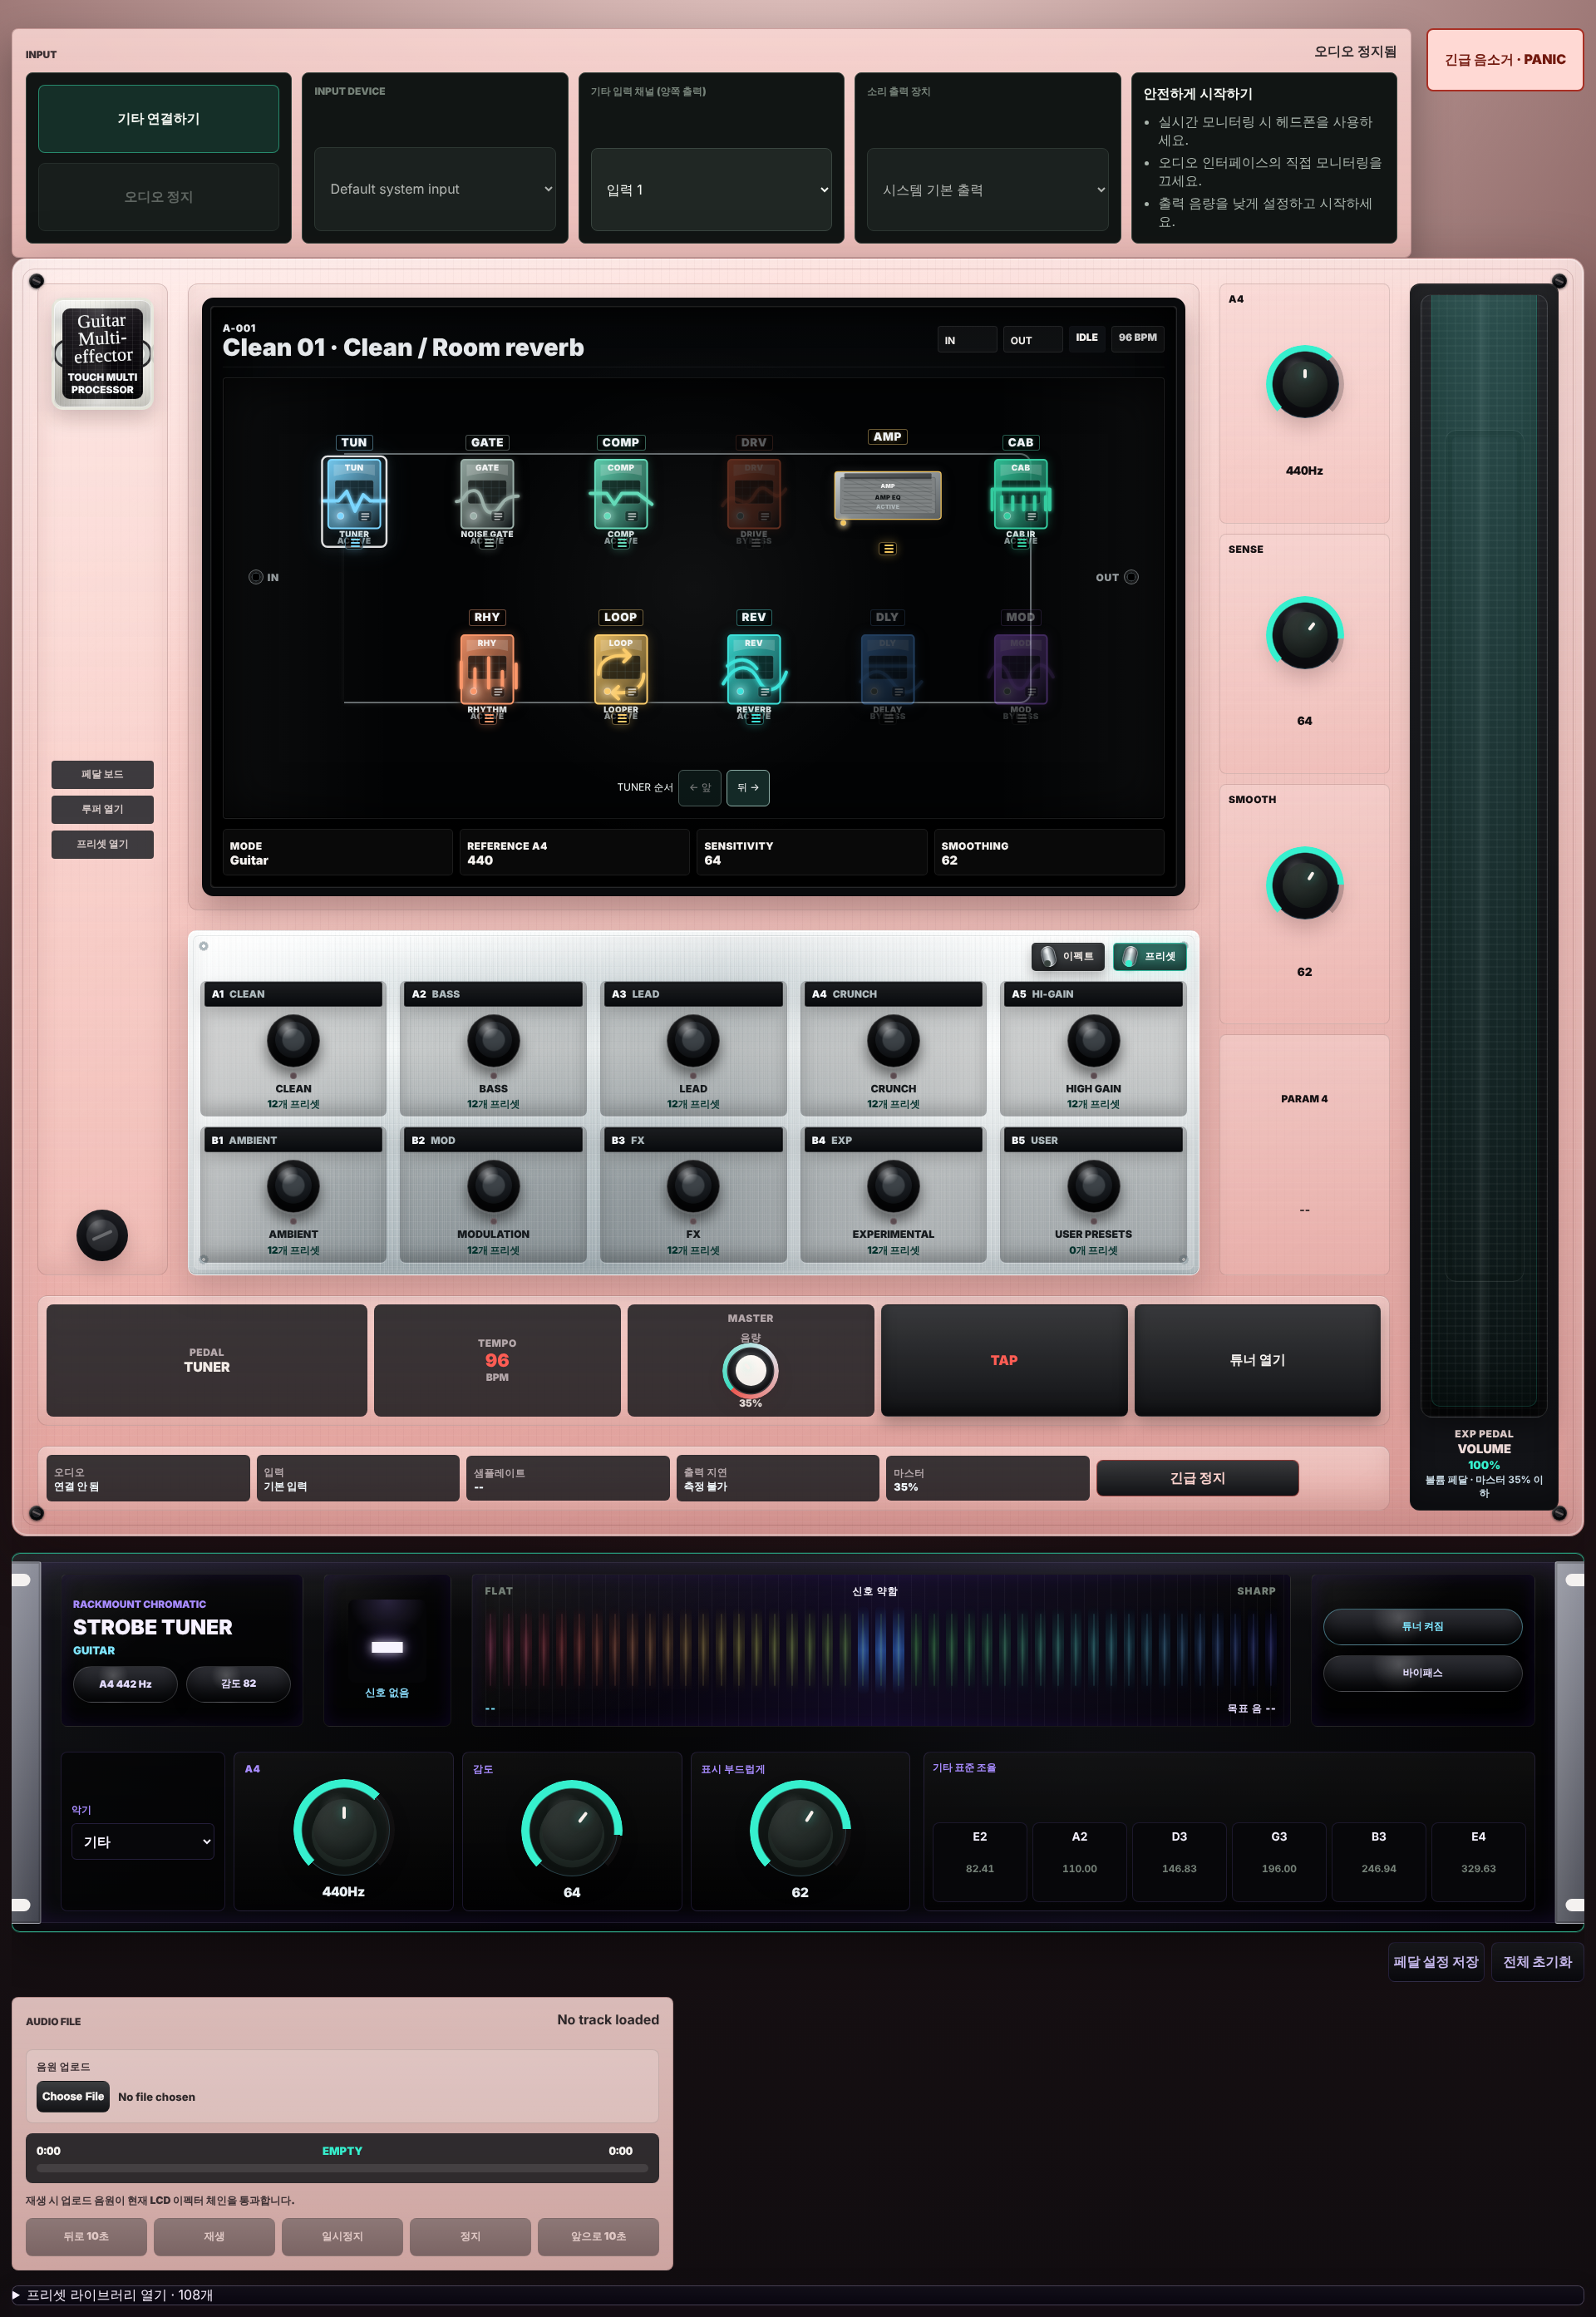 INPUT
오디오 정지됨
긴급 음소거 · PANIC
기타 연결하기
오디오 정지
INPUT DEVICE
Default system input
기타 입력 채널 (양쪽 출력)
입력 1
소리 출력 장치
시스템 기본 출력
안전하게 시작하기
• 실시간 모니터링 시 헤드폰을 사용하
세요.
• 오디오 인터페이스의 직접 모니터링을
끄세요.
• 출력 음량을 낮게 설정하고 시작하세
요.
Guitar
Multi-
effector
TOUCH MULTI
PROCESSOR
페달 보드
루퍼 열기
프리셋 열기
A-001
Clean 01 · Clean / Room reverb
IN
OUT
IDLE
96 BPM
TUN
GATE
COMP
DRV
AMP
CAB
TUN
GATE
COMP
DRV
AMP
AMP EQ
ACTIVE
CAB
TUNER
NOISE GATE
COMP
DRIVE
CAB IR
IN
OUT
RHY
LOOP
REV
DLY
MOD
RHY
LOOP
REV
DLY
MOD
RHYTHM
LOOPER
REVERB
DELAY
MOD
TUNER 순서
← 앞
뒤 →
MODE
Guitar
REFERENCE A4
440
SENSITIVITY
64
SMOOTHING
62
A4
440Hz
SENSE
64
SMOOTH
62
PARAM 4
--
이펙트
프리셋
A1 CLEAN
A2 BASS
A3 LEAD
A4 CRUNCH
A5 HI-GAIN
CLEAN
12개 프리셋
BASS
12개 프리셋
LEAD
12개 프리셋
CRUNCH
12개 프리셋
HIGH GAIN
12개 프리셋
B1 AMBIENT
B2 MOD
B3 FX
B4 EXP
B5 USER
AMBIENT
12개 프리셋
MODULATION
12개 프리셋
FX
12개 프리셋
EXPERIMENTAL
12개 프리셋
USER PRESETS
0개 프리셋
PEDAL
TUNER
TEMPO
96
BPM
MASTER
음량
35%
TAP
튜너 열기
오디오
연결 안 됨
입력
기본 입력
샘플레이트
--
출력 지연
측정 불가
마스터
35%
긴급 정지
EXP PEDAL
VOLUME
100%
볼륨 페달 · 마스터 35% 이
하
RACKMOUNT CHROMATIC
STROBE TUNER
GUITAR
A4 442 Hz
감도 82
신호 없음
FLAT
신호 약함
SHARP
--
목표 음 --
튜너 켜짐
바이패스
악기
기타
A4
440Hz
감도
64
표시 부드럽게
62
기타 표준 조율
E2
82.41
A2
110.00
D3
146.83
G3
196.00
B3
246.94
E4
329.63
페달 설정 저장
전체 초기화
AUDIO FILE
No track loaded
음원 업로드
Choose File
No file chosen
0:00
EMPTY
0:00
재생 시 업로드 음원이 현재 LCD 이펙터 체인을 통과합니다.
뒤로 10초
재생
일시정지
정지
앞으로 10초
▶ 프리셋 라이브러리 열기 · 108개